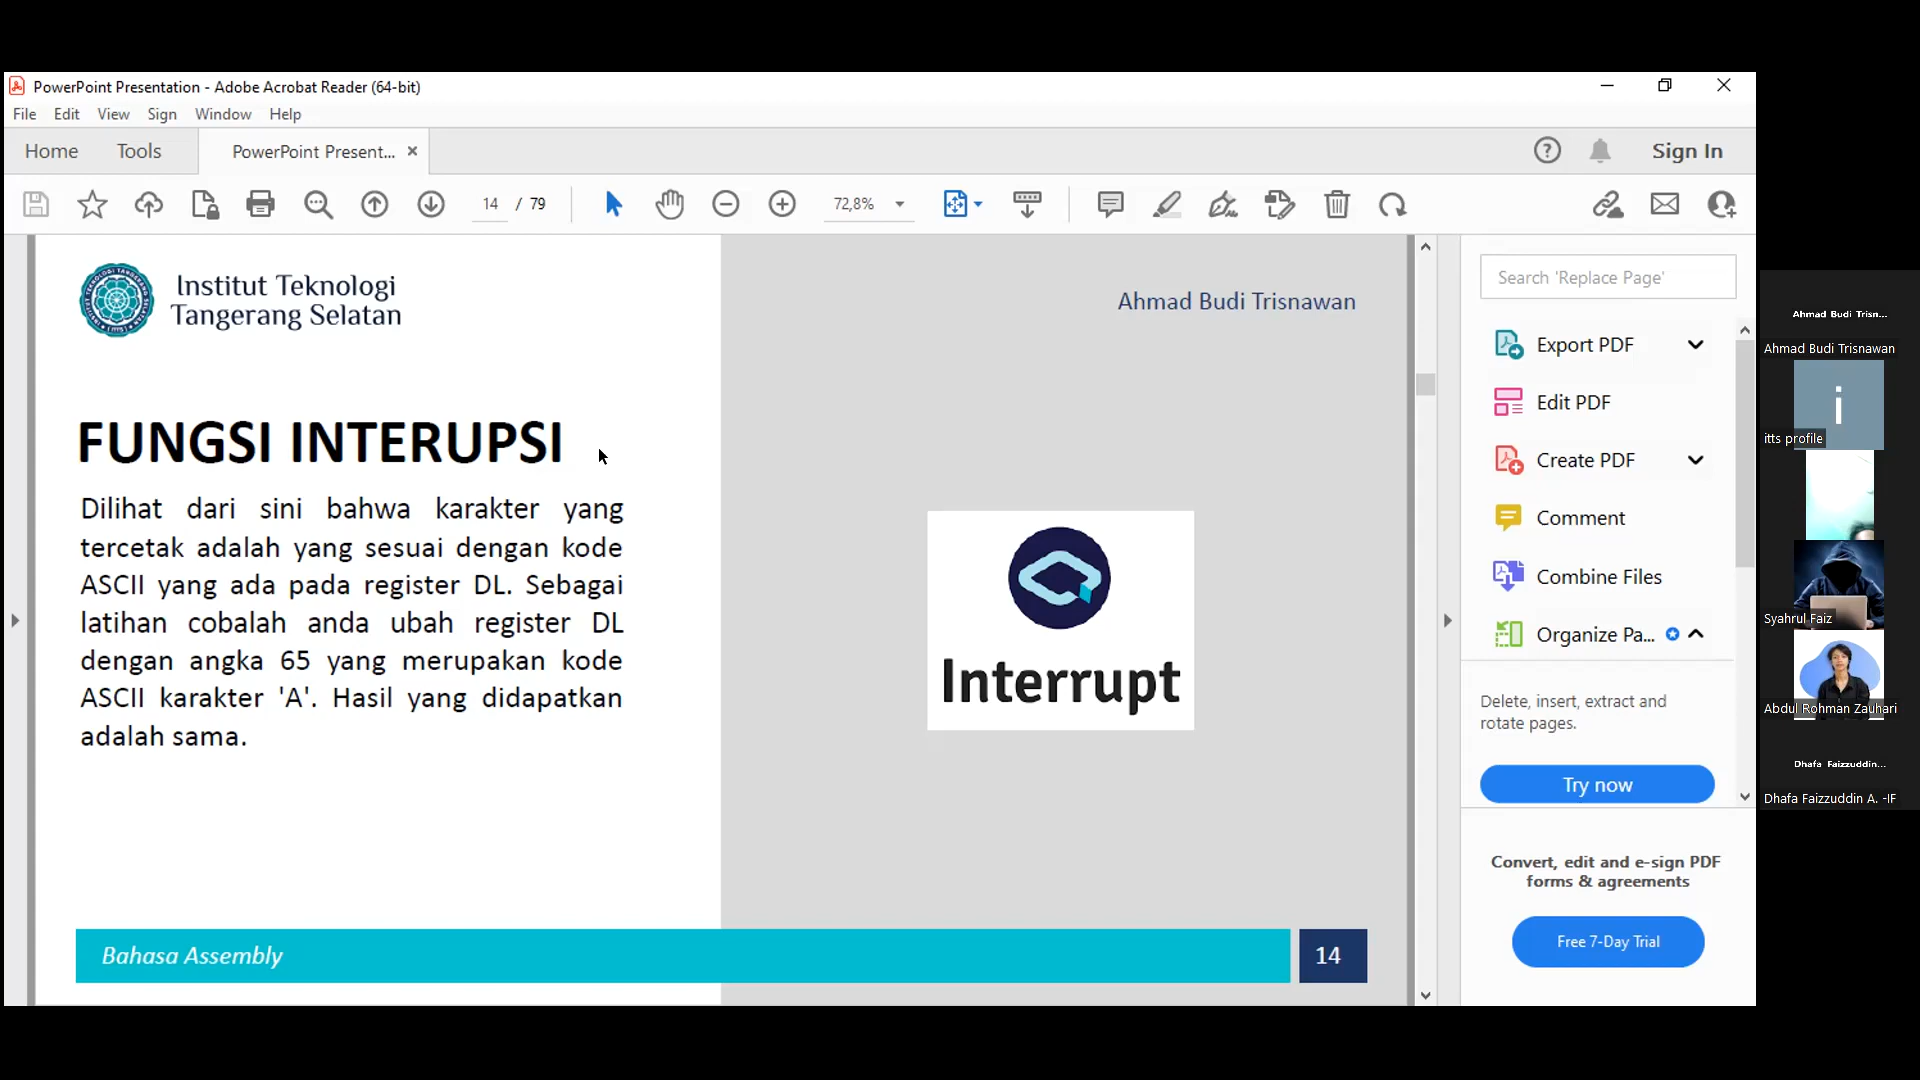 PowerPoint Presentation - Adobe Acrobat Reader (64-bit)
File Edit View Sign Window Help
Home Tools PowerPoint Present... Sign In
14 / 79 72,8%
Institut Teknologi
Tangerang Selatan
Ahmad Budi Trisnawan
FUNGSI INTERUPSI
Dilihat dari sini bahwa karakter yang
tercetak adalah yang sesuai dengan kode
ASCII yang ada pada register DL. Sebagai
latihan cobalah anda ubah register DL
dengan angka 65 yang merupakan kode
ASCII karakter 'A'. Hasil yang didapatkan
adalah sama.
Interrupt
Bahasa Assembly
14
Search 'Replace Page'
Export PDF
Edit PDF
Create PDF
Comment
Combine Files
Organize Pa...
Delete, insert, extract and
rotate pages.
Try now
Convert, edit and e-sign PDF
forms & agreements
Free 7-Day Trial
Ahmad Budi Trisn...
Ahmad Budi Trisnawan
i
itts profile
Syahrul Faiz
Abdul Rohman Zauhari
Dhafa Faizzuddin...
Dhafa Faizzuddin A. -IF